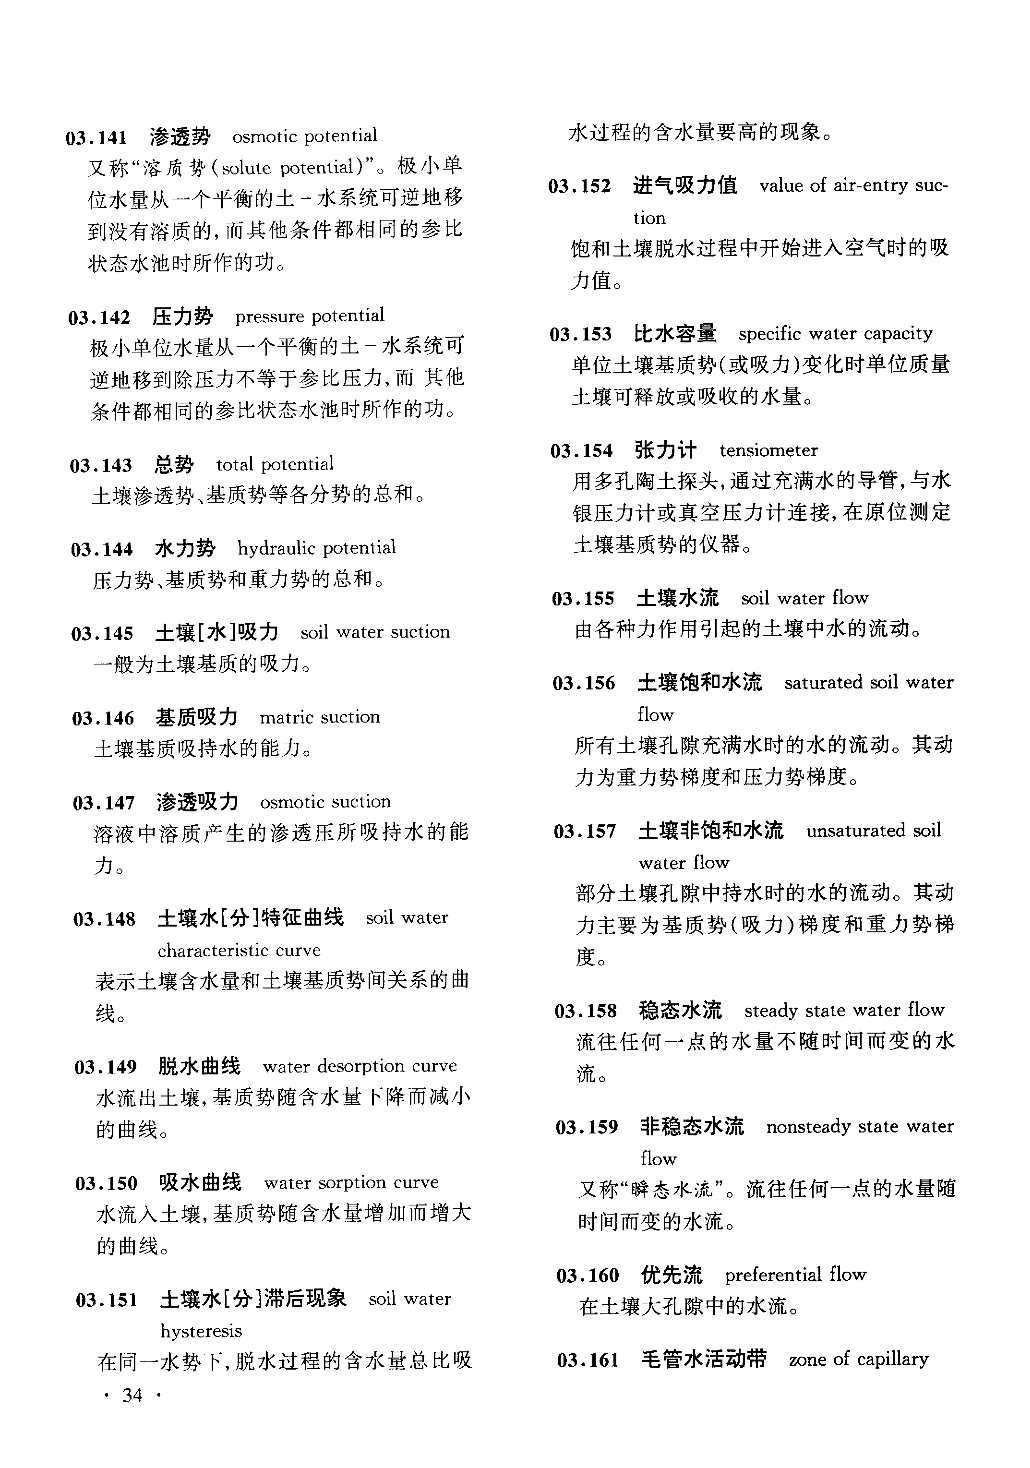 03.141 渗透势 osmotic potential
又称“溶质势(solute potential)”。极小单
位水量从一个平衡的土－水系统可逆地移
到没有溶质的,而其他条件都相同的参比
状态水池时所作的功。
03.142 压力势 pressure potential
极小单位水量从一个平衡的土－水系统可
逆地移到除压力不等于参比压力,而其他
条件都相同的参比状态水池时所作的功。
03.143 总势 total potential
土壤渗透势、基质势等各分势的总和。
03.144 水力势 hydraulic potential
压力势、基质势和重力势的总和。
03.145 土壤[水]吸力 soil water suction
一般为土壤基质的吸力。
03.146 基质吸力 matric suction
土壤基质吸持水的能力。
03.147 渗透吸力 osmotic suction
溶液中溶质产生的渗透压所吸持水的能
力。
03.148 土壤水[分]特征曲线 soil water
characteristic curve
表示土壤含水量和土壤基质势间关系的曲
线。
03.149 脱水曲线 water desorption curve
水流出土壤,基质势随含水量下降而减小
的曲线。
03.150 吸水曲线 water sorption curve
水流入土壤,基质势随含水量增加而增大
的曲线。
03.151 土壤水[分]滞后现象 soil water
hysteresis
在同一水势下,脱水过程的含水量总比吸
· 34 ·
水过程的含水量要高的现象。
03.152 进气吸力值 value of air-entry suc-
tion
饱和土壤脱水过程中开始进入空气时的吸
力值。
03.153 比水容量 specific water capacity
单位土壤基质势(或吸力)变化时单位质量
土壤可释放或吸收的水量。
03.154 张力计 tensiometer
用多孔陶土探头,通过充满水的导管,与水
银压力计或真空压力计连接,在原位测定
土壤基质势的仪器。
03.155 土壤水流 soil water flow
由各种力作用引起的土壤中水的流动。
03.156 土壤饱和水流 saturated soil water
flow
所有土壤孔隙充满水时的水的流动。其动
力为重力势梯度和压力势梯度。
03.157 土壤非饱和水流 unsaturated soil
water flow
部分土壤孔隙中持水时的水的流动。其动
力主要为基质势(吸力)梯度和重力势梯
度。
03.158 稳态水流 steady state water flow
流往任何一点的水量不随时间而变的水
流。
03.159 非稳态水流 nonsteady state water
flow
又称“瞬态水流”。流往任何一点的水量随
时间而变的水流。
03.160 优先流 preferential flow
在土壤大孔隙中的水流。
03.161 毛管水活动带 zone of capillary